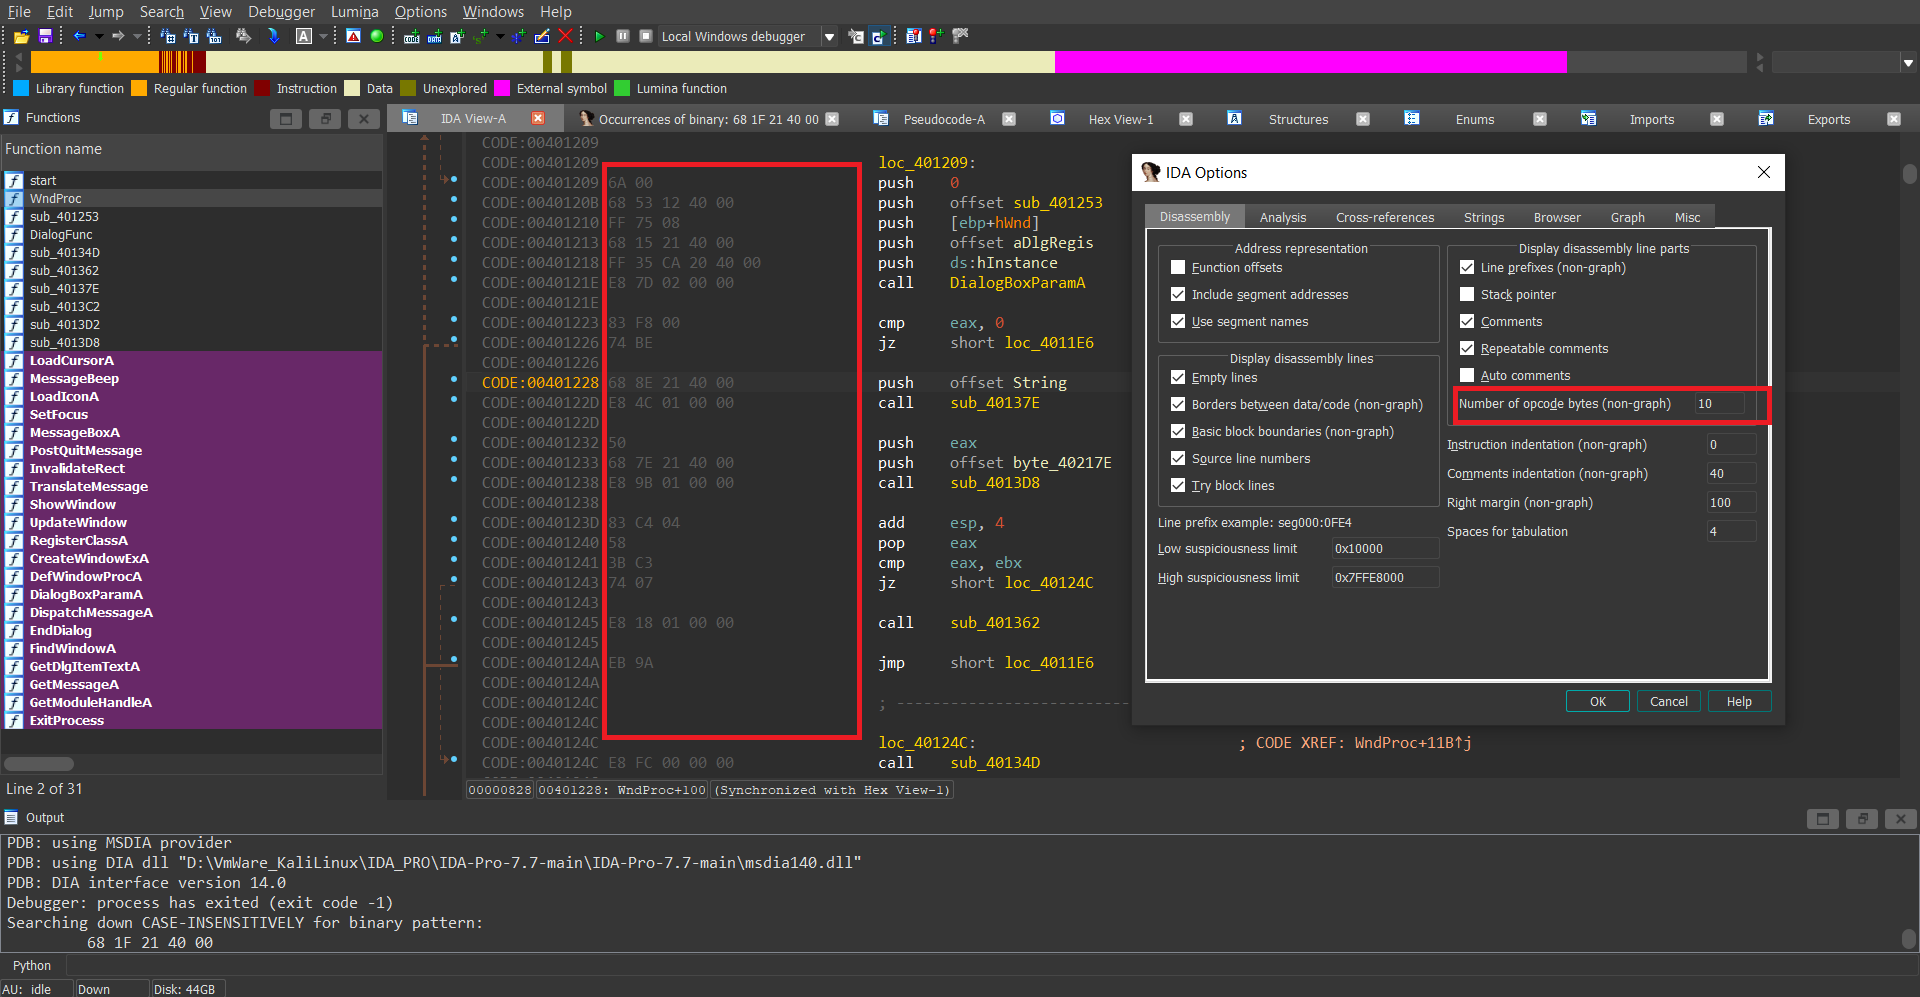 File Edit Jump Search View Debugger Lumina Options Windows Help
Local Windows debugger
Library function Regular function Instruction Data Unexplored External symbol Lumina function
Functions
Function name
start
WndProc
sub_401253
DialogFunc
sub_40134D
sub_401362
sub_40137E
sub_4013C2
sub_4013D2
sub_4013D8
LoadCursorA
MessageBeep
LoadIconA
SetFocus
MessageBoxA
PostQuitMessage
InvalidateRect
TranslateMessage
ShowWindow
UpdateWindow
RegisterClassA
CreateWindowExA
DefWindowProcA
DialogBoxParamA
DispatchMessageA
EndDialog
FindWindowA
GetDlgItemTextA
GetMessageA
GetModuleHandleA
ExitProcess
Line 2 of 31
IDA View-A Occurrences of binary: 68 1F 21 40 00 Pseudocode-A Hex View-1 Structures Enums Imports Exports
CODE:00401209
CODE:00401209 loc_401209:
CODE:00401209 6A 00 push 0
CODE:0040120B 68 53 12 40 00 push offset sub_401253
CODE:00401210 FF 75 08 push [ebp+hWnd]
CODE:00401213 68 15 21 40 00 push offset aDlgRegis
CODE:00401218 FF 35 CA 20 40 00 push ds:hInstance
CODE:0040121E E8 7D 02 00 00 call DialogBoxParamA
CODE:0040121E
CODE:00401223 83 F8 00 cmp eax, 0
CODE:00401226 74 BE jz short loc_4011E6
CODE:00401226
CODE:00401228 68 8E 21 40 00 push offset String
CODE:0040122D E8 4C 01 00 00 call sub_40137E
CODE:0040122D
CODE:00401232 50 push eax
CODE:00401233 68 7E 21 40 00 push offset byte_40217E
CODE:00401238 E8 9B 01 00 00 call sub_4013D8
CODE:00401238
CODE:0040123D 83 C4 04 add esp, 4
CODE:00401240 58 pop eax
CODE:00401241 3B C3 cmp eax, ebx
CODE:00401243 74 07 jz short loc_40124C
CODE:00401243
CODE:00401245 E8 18 01 00 00 call sub_401362
CODE:00401245
CODE:0040124A EB 9A jmp short loc_4011E6
CODE:0040124A
CODE:0040124C ; ---------------------------
CODE:0040124C
CODE:0040124C loc_40124C: ; CODE XREF: WndProc+11B↑j
CODE:0040124C E8 FC 00 00 00 call sub_40134D
00000828 00401228: WndProc+100 (Synchronized with Hex View-1)
IDA Options
Disassembly Analysis Cross-references Strings Browser Graph Misc
Address representation
Function offsets
Include segment addresses
Use segment names
Display disassembly lines
Empty lines
Borders between data/code (non-graph)
Basic block boundaries (non-graph)
Source line numbers
Try block lines
Line prefix example: seg000:0FE4
Low suspiciousness limit 0x10000
High suspiciousness limit 0x7FFE8000
Display disassembly line parts
Line prefixes (non-graph)
Stack pointer
Comments
Repeatable comments
Auto comments
Number of opcode bytes (non-graph) 10
Instruction indentation (non-graph) 0
Comments indentation (non-graph) 40
Right margin (non-graph) 100
Spaces for tabulation 4
OK Cancel Help
Output
PDB: using MSDIA provider
PDB: using DIA dll "D:\VmWare_KaliLinux\IDA_PRO\IDA-Pro-7.7-main\IDA-Pro-7.7-main\msdia140.dll"
PDB: DIA interface version 14.0
Debugger: process has exited (exit code -1)
Searching down CASE-INSENSITIVELY for binary pattern:
68 1F 21 40 00
Python
AU: idle Down Disk: 44GB